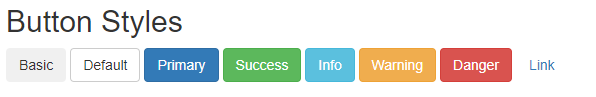 Button Styles
Basic Default Primary Success Info Warning Danger Link